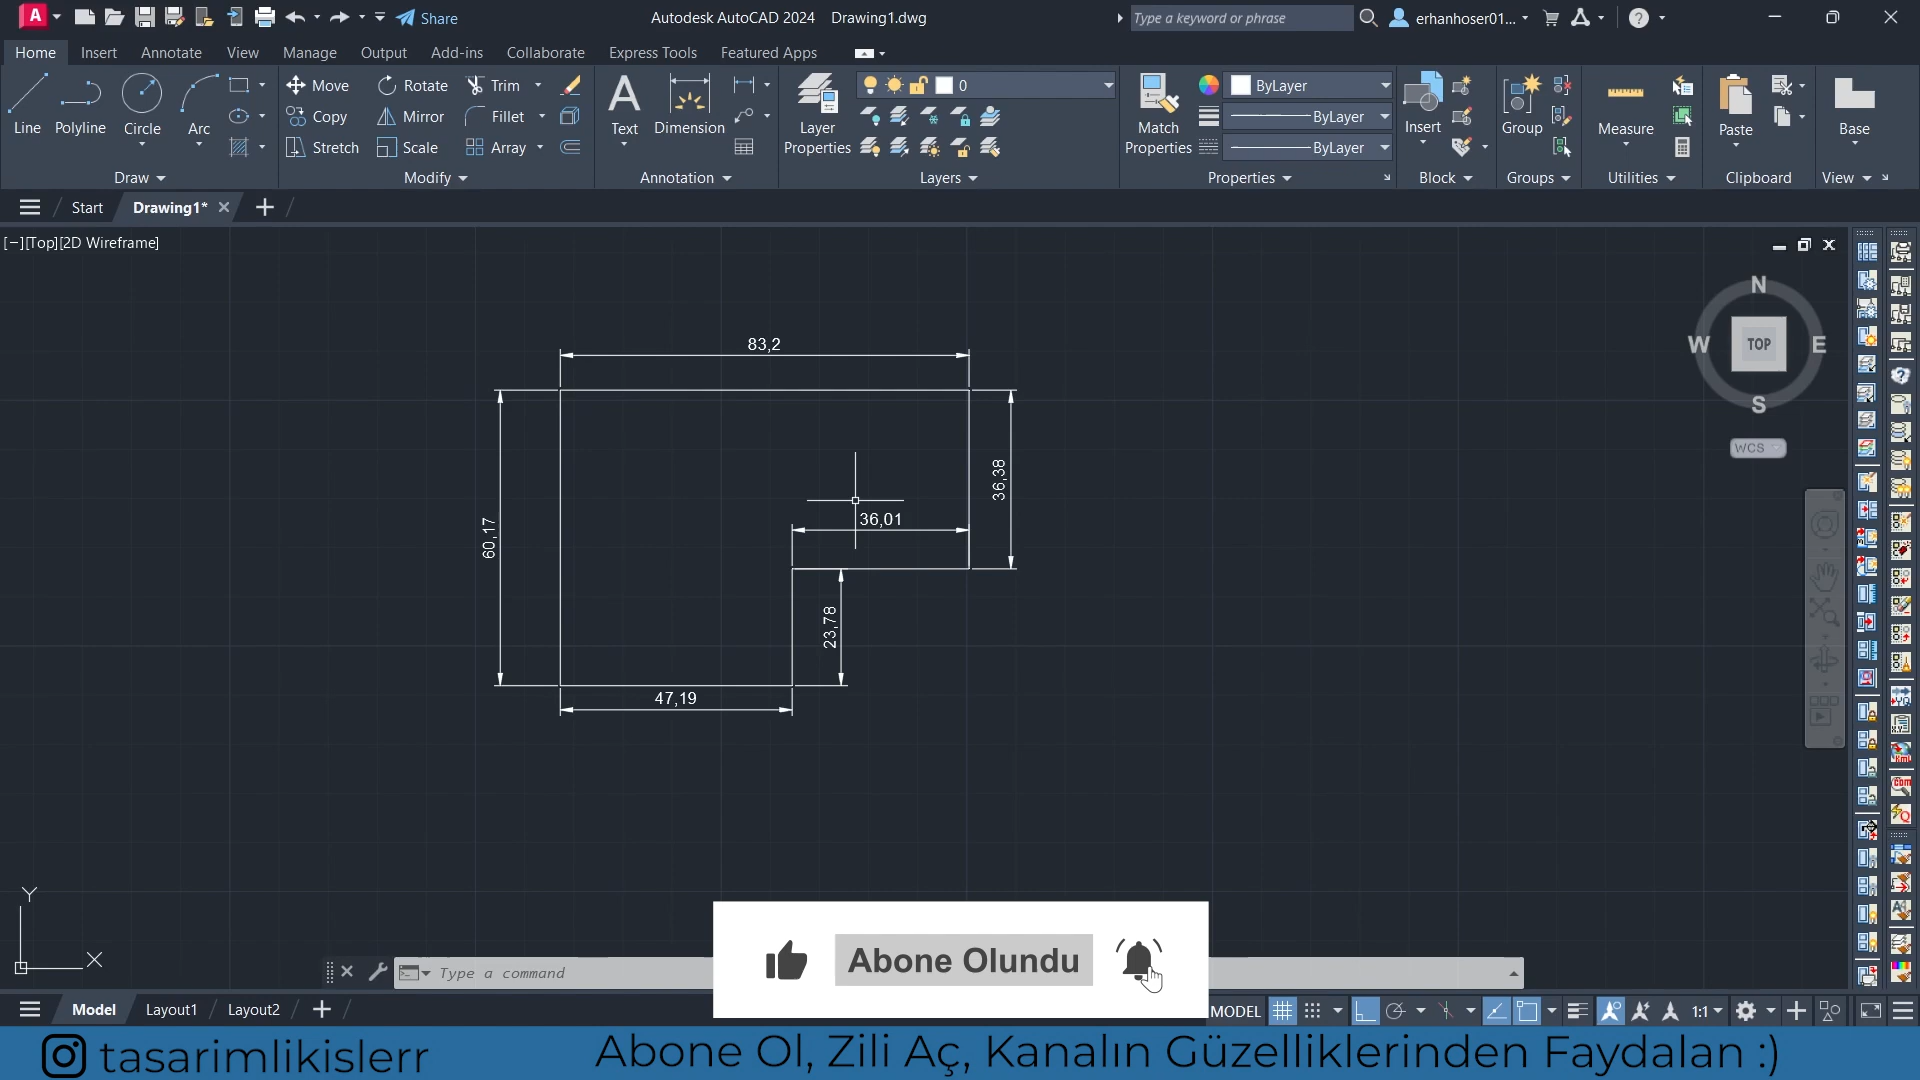 A
Share
Autodesk AutoCAD 2024 Drawing1.dwg
Type a keyword or phrase
erhanhoser01...
Home Insert Annotate View Manage Output Add-ins Collaborate Express Tools Featured Apps
Line Polyline Circle Arc
Move Rotate Trim
Copy Mirror Fillet
Stretch Scale Array
Text Dimension
Layer Properties
0
Match Properties
ByLayer
ByLayer
ByLayer
Insert Group Measure Paste Base
Draw Modify Annotation Layers Properties Block Groups Utilities Clipboard View
Start Drawing1*
[−][Top][2D Wireframe]
N
W TOP E
S
WCS
83,2
36,38
36,01
60,17
23,78
47,19
Y
X
Type a command
Abone Olundu
Model Layout1 Layout2
MODEL
1:1
tasarimlikislerr
Abone Ol, Zili Aç, Kanalın Güzelliklerinden Faydalan :)